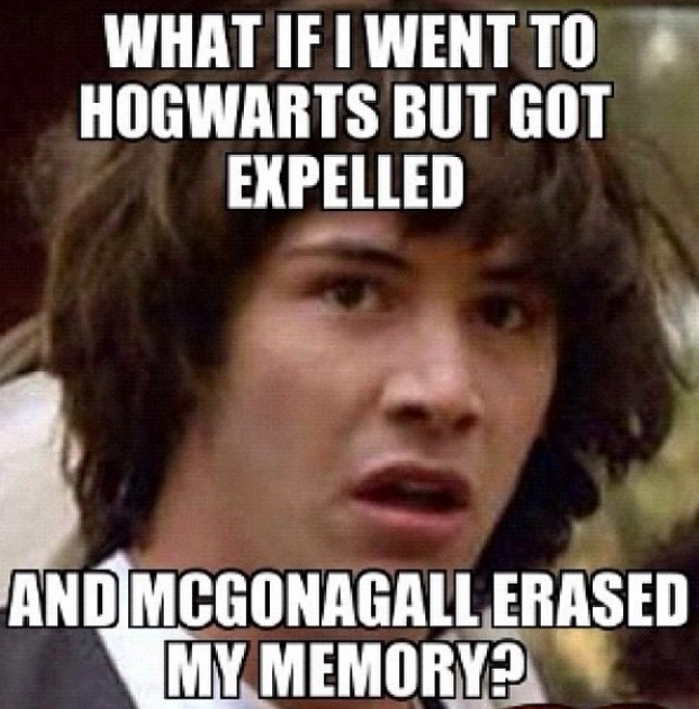 WHAT IF I WENT TO
HOGWARTS BUT GOT
EXPELLED
AND MCGONAGALL ERASED
MY MEMORY?